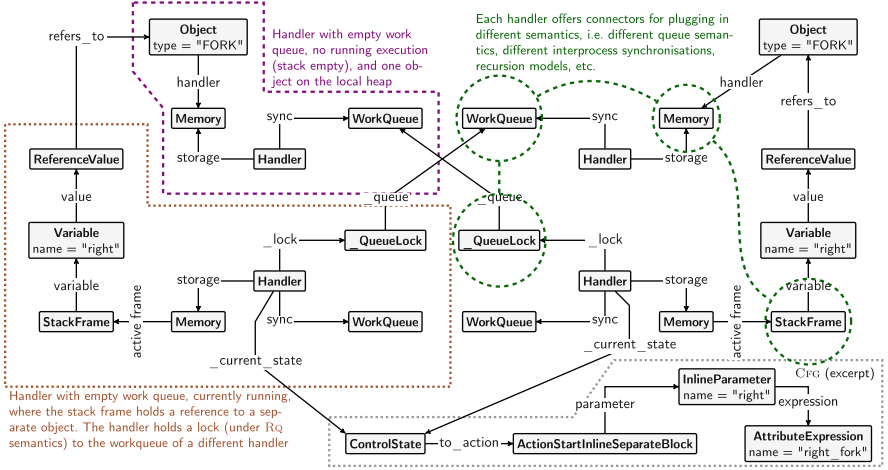 Object
type = "FORK"
refers_to
handler
Memory
storage
Handler
sync
WorkQueue
Handler with empty work
queue, no running execution
(stack empty), and one ob-
ject on the local heap
Each handler offers connectors for plugging in
different semantics, i.e. different queue seman-
tics, different interprocess synchronisations,
recursion models, etc.
WorkQueue
sync
Handler
storage
Memory
handler
Object
type = "FORK"
refers_to
ReferenceValue
value
Variable
name = "right"
variable
StackFrame
active_frame
Memory
storage
Handler
_lock
_QueueLock
_queue
sync
WorkQueue
_current_state
_queue
_QueueLock
_lock
Handler
storage
Memory
sync
WorkQueue
_current_state
active_frame
StackFrame
variable
Variable
name = "right"
value
ReferenceValue
Handler with empty work queue, currently running,
where the stack frame holds a reference to a sep-
arate object. The handler holds a lock (under RQ
semantics) to the workqueue of a different handler
CFG (excerpt)
ControlState
to_action
ActionStartInlineSeparateBlock
parameter
InlineParameter
name = "right"
expression
AttributeExpression
name = "right_fork"